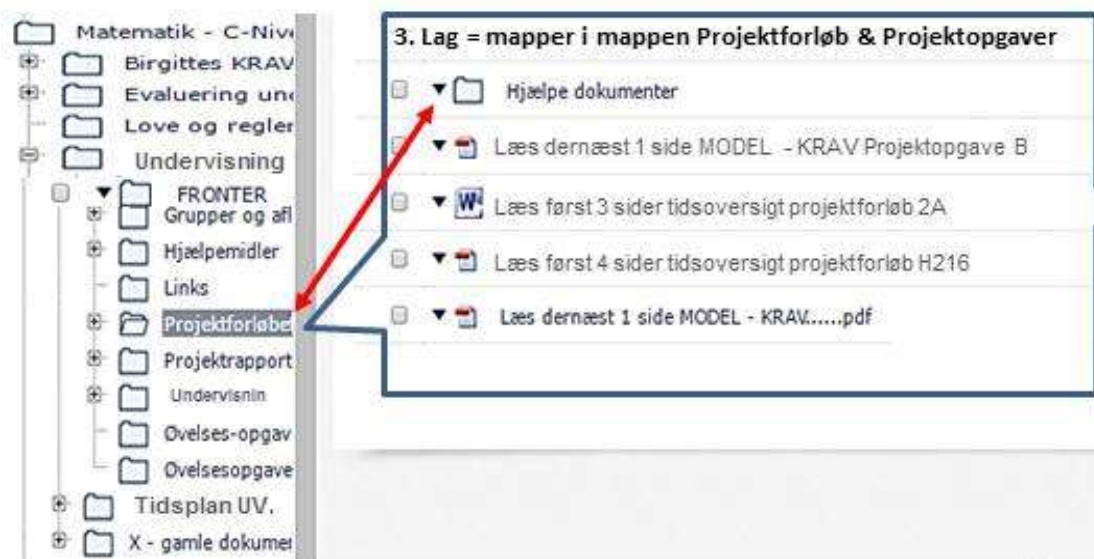 Matematik - C-Niv
Birgittes KRAV
Evaluering und
Love og regler
Undervisning
FRONTER
Grupper og afl
Hjælpemidler
Links
Projektforløbe
Projektrapport
Undervisnin
Øvelses-opgav
Øvelsesopgave
Tidsplan UV.
X - gamle dokumen
3. Lag = mapper i mappen Projektforløb & Projektopgaver
Hjælpe dokumenter
Læs dernæst 1 side MODEL - KRAV Projektopgave B
Læs først 3 sider tidsoversigt projektforløb 2A
Læs først 4 sider tidsoversigt projektforløb H216
Læs dernæst 1 side MODEL - KRAV......pdf